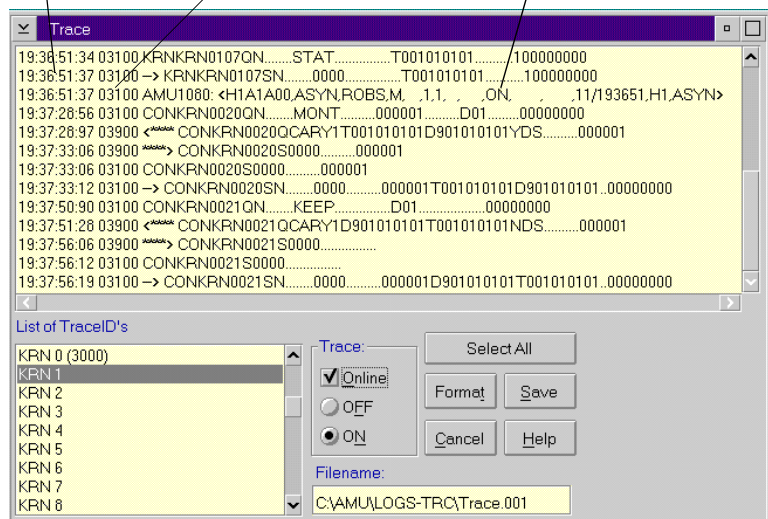 Trace
19:36:51:34 03100 KRNKRN0107QN.......STAT..............T001010101.........100000000
19:36:51:37 03100 –> KRNKRN0107SN.......0000..............T001010101.........100000000
19:36:51:37 03100 AMU1080: <H1A1A00,ASYN,ROBS,M, ,1,1, , ,ON, , ,11/193651,H1,ASYN>
19:37:28:56 03100 CONKRN0020QN.......MONT.........000001.........D01........00000000
19:37:28:97 03900 <**** CONKRN0020QCARY1T001010101D901010101YDS.........000001
19:37:33:06 03900 ****> CONKRN0020S0000.........000001
19:37:33:06 03100 CONKRN0020S0000.........000001
19:37:33:12 03100 –> CONKRN0020SN.......0000.........000001T001010101D901010101..00000000
19:37:50:90 03100 CONKRN0021QN.......KEEP..............D01.................00000000
19:37:51:28 03900 <**** CONKRN0021QCARY1D901010101T001010101NDS.........000001
19:37:56:06 03900 ****> CONKRN0021S0000...............
19:37:56:12 03100 CONKRN0021S0000...............
19:37:56:19 03100 –> CONKRN0021SN.......0000.........000001D901010101T001010101..00000000
List of TraceID's
KRN 0 (3000)
KRN 1
KRN 2
KRN 3
KRN 4
KRN 5
KRN 6
KRN 7
KRN 8
Trace:
Online
OFF
ON
Select All
Format
Save
Cancel
Help
Filename:
C:\AMU\LOGS-TRC\Trace.001